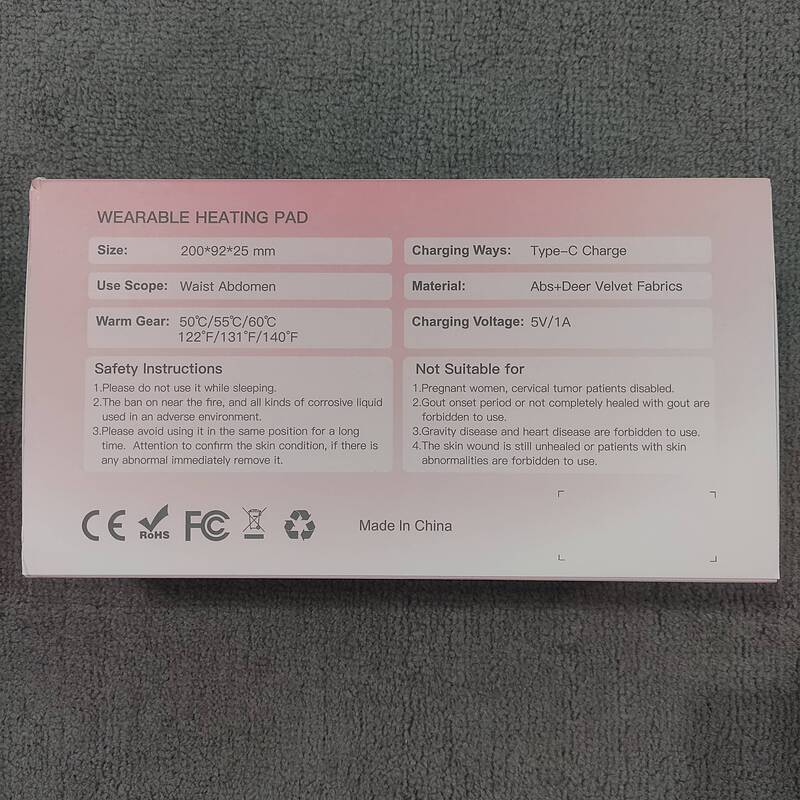 WEARABLE HEATING PAD
Size: 200*92*25 mm
Use Scope: Waist Abdomen
Warm Gear: 50℃/55℃/60℃
122°F/131°F/140°F
Charging Ways: Type-C Charge
Material: Abs+Deer Velvet Fabrics
Charging Voltage: 5V/1A
Safety Instructions
1.Please do not use it while sleeping.
2.The ban on near the fire, and all kinds of corrosive liquid
used in an adverse environment.
3.Please avoid using it in the same position for a long
time. Attention to confirm the skin condition, if there is
any abnormal immediately remove it.
Not Suitable for
1.Pregnant women, cervical tumor patients disabled.
2.Gout onset period or not completely healed with gout are
forbidden to use.
3.Gravity disease and heart disease are forbidden to use.
4.The skin wound is still unhealed or patients with skin
abnormalities are forbidden to use.
CE RoHS FC Made In China